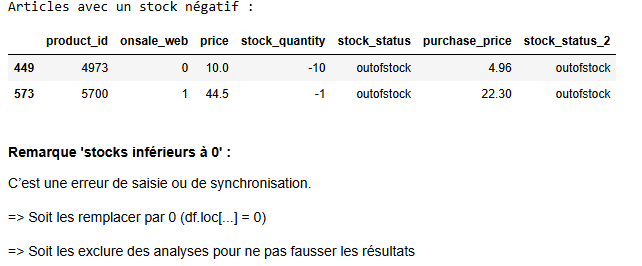 Articles avec un stock négatif :
product_id onsale_web price stock_quantity stock_status purchase_price stock_status_2
449 4973 0 10.0 -10 outofstock 4.96 outofstock
573 5700 1 44.5 -1 outofstock 22.30 outofstock
Remarque 'stocks inférieurs à 0' :
C'est une erreur de saisie ou de synchronisation.
=> Soit les remplacer par 0 (df.loc[...] = 0)
=> Soit les exclure des analyses pour ne pas fausser les résultats